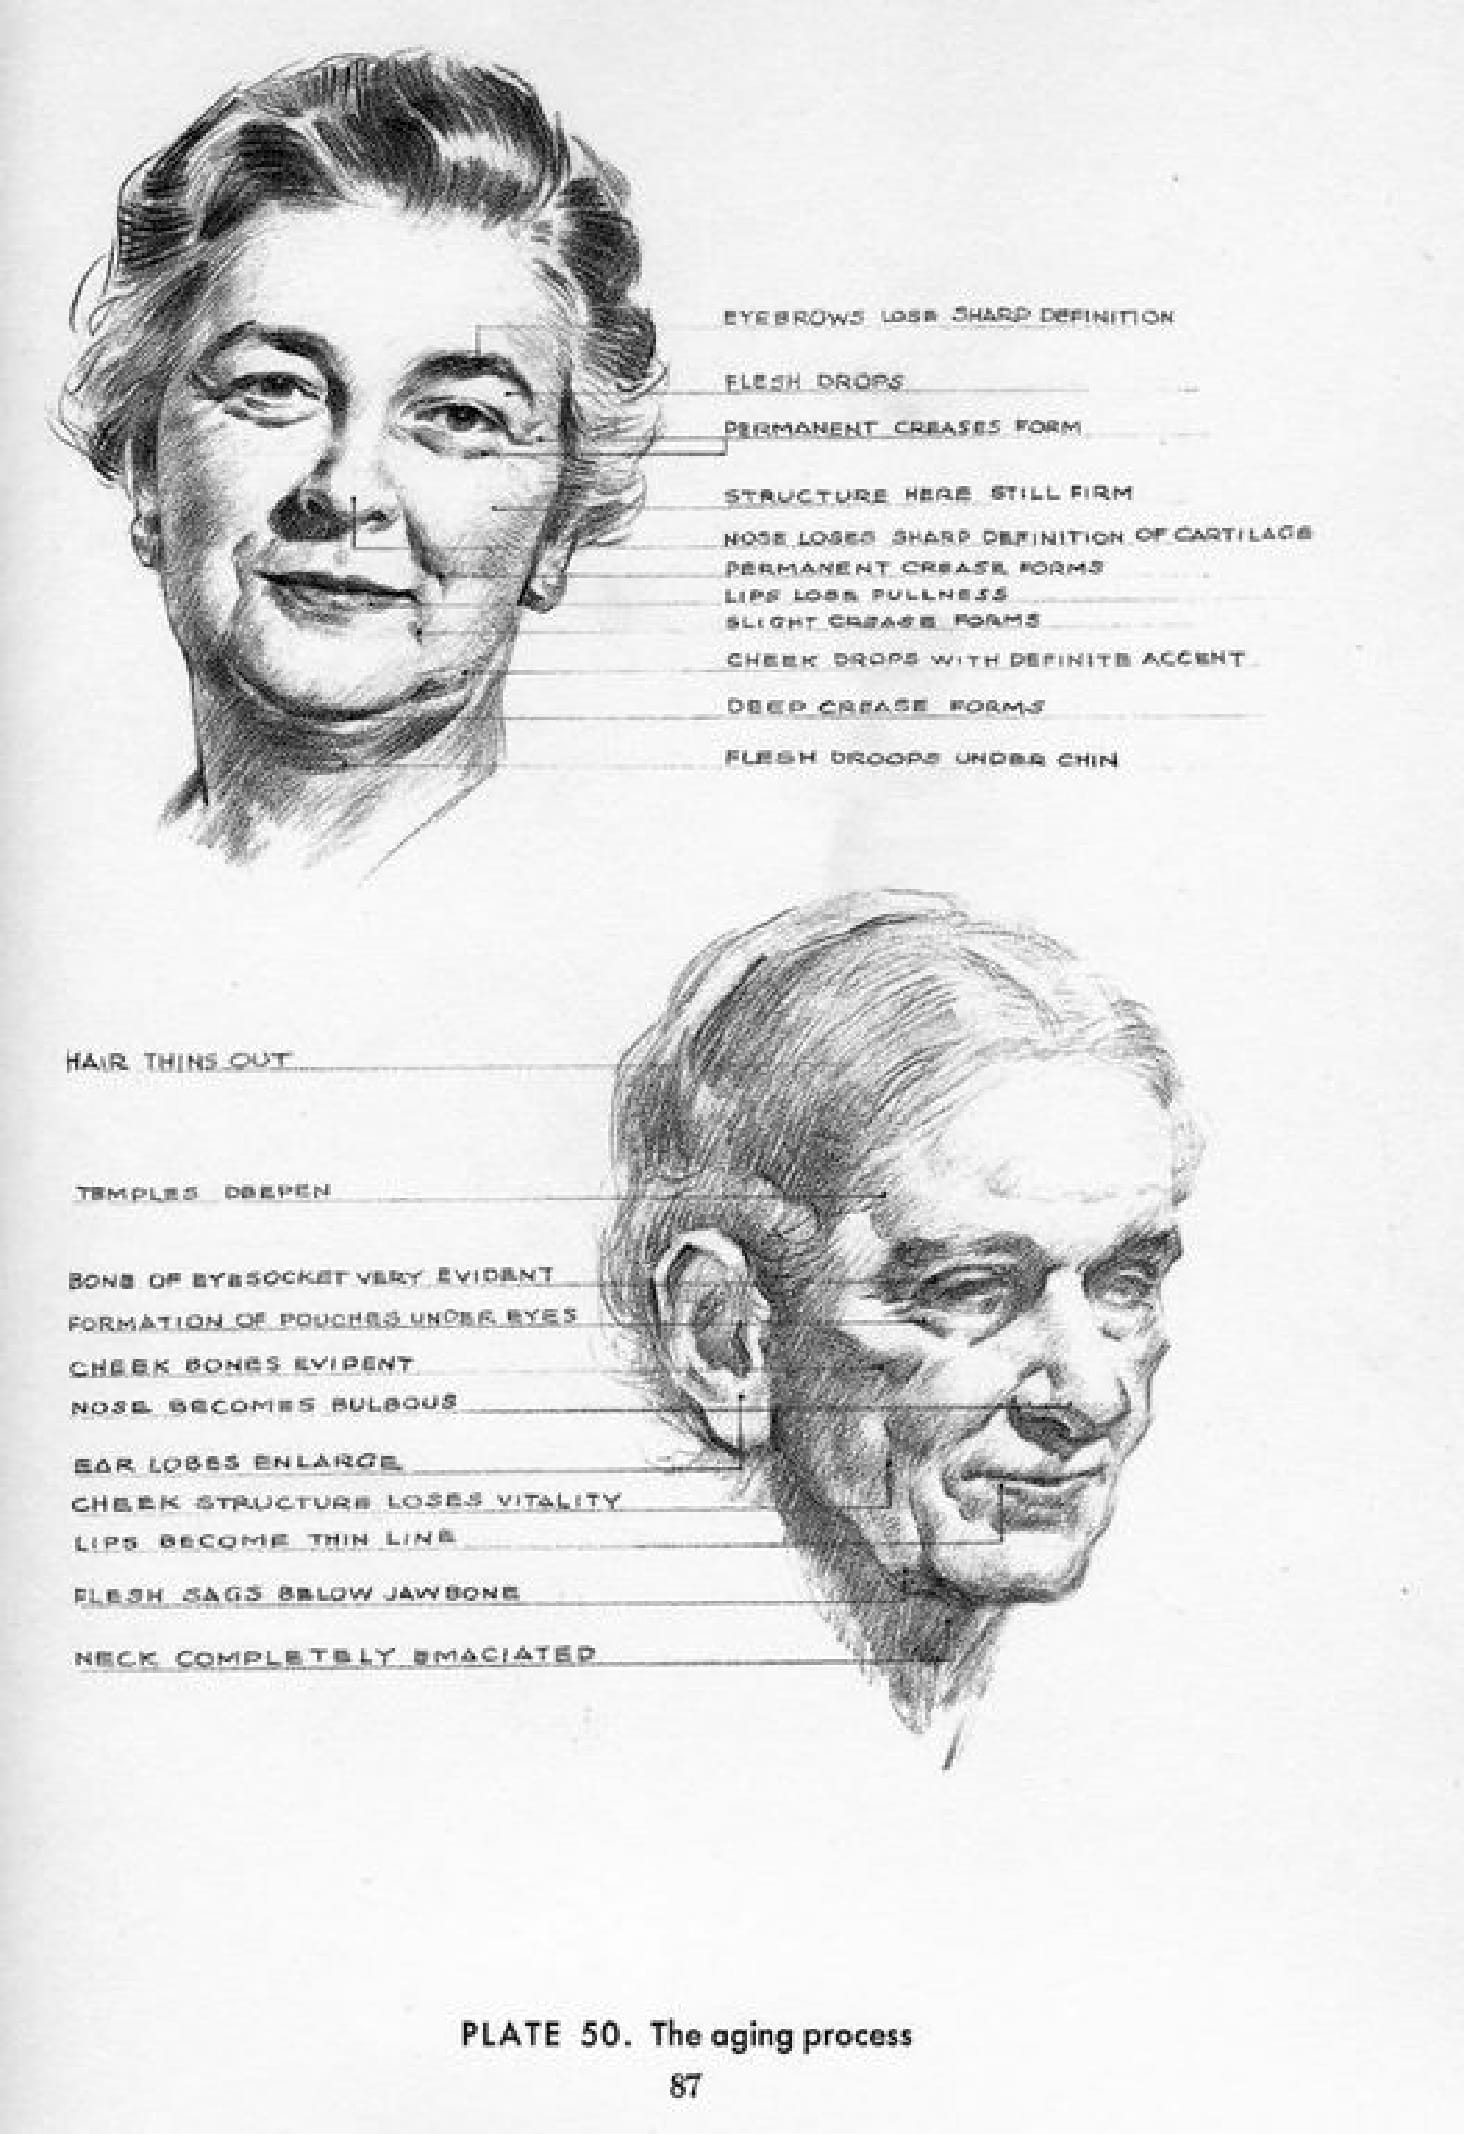 EYEBROWS LOSE SHARP DEFINITION
FLESH DROPS
PERMANENT CREASES FORM
STRUCTURE HERE STILL FIRM
NOSE LOSES SHARP DEFINITION OF CARTILAGE
PERMANENT CREASE FORMS
LIPS LOSE FULLNESS
SLIGHT CREASE FORMS
CHEEK DROPS WITH DEFINITE ACCENT
DEEP CREASE FORMS
FLESH DROOPS UNDER CHIN
HAIR THINS OUT
TEMPLES DEEPEN
BONE OF EYESOCKET VERY EVIDENT
FORMATION OF POUCHES UNDER EYES
CHEEK BONES EVIDENT
NOSE BECOMES BULBOUS
EAR LOBES ENLARGE
CHEEK STRUCTURE LOSES VITALITY
LIPS BECOME THIN LINE
FLESH SAGS BELOW JAWBONE
NECK COMPLETELY EMACIATED
PLATE 50. The aging process
87